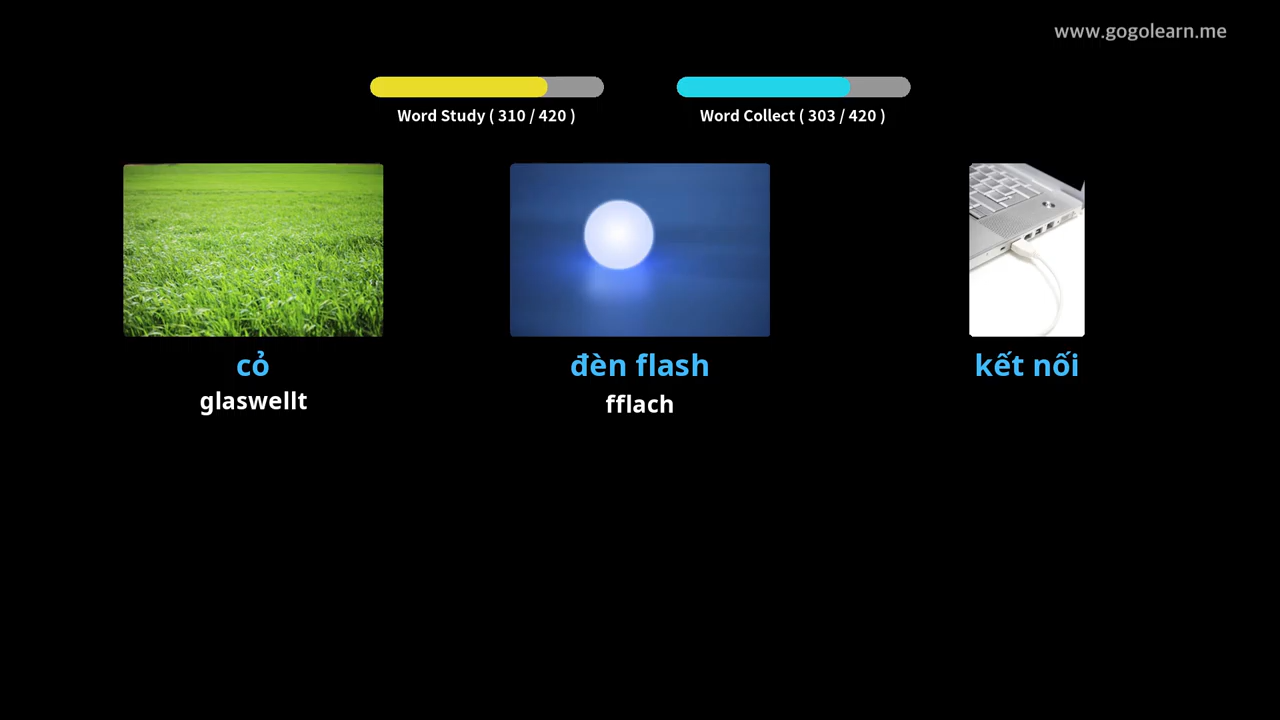 www.gogolearn.me
Word Study ( 310 / 420 )
Word Collect ( 303 / 420 )
cỏ
glaswellt
đèn flash
fflach
kết nối